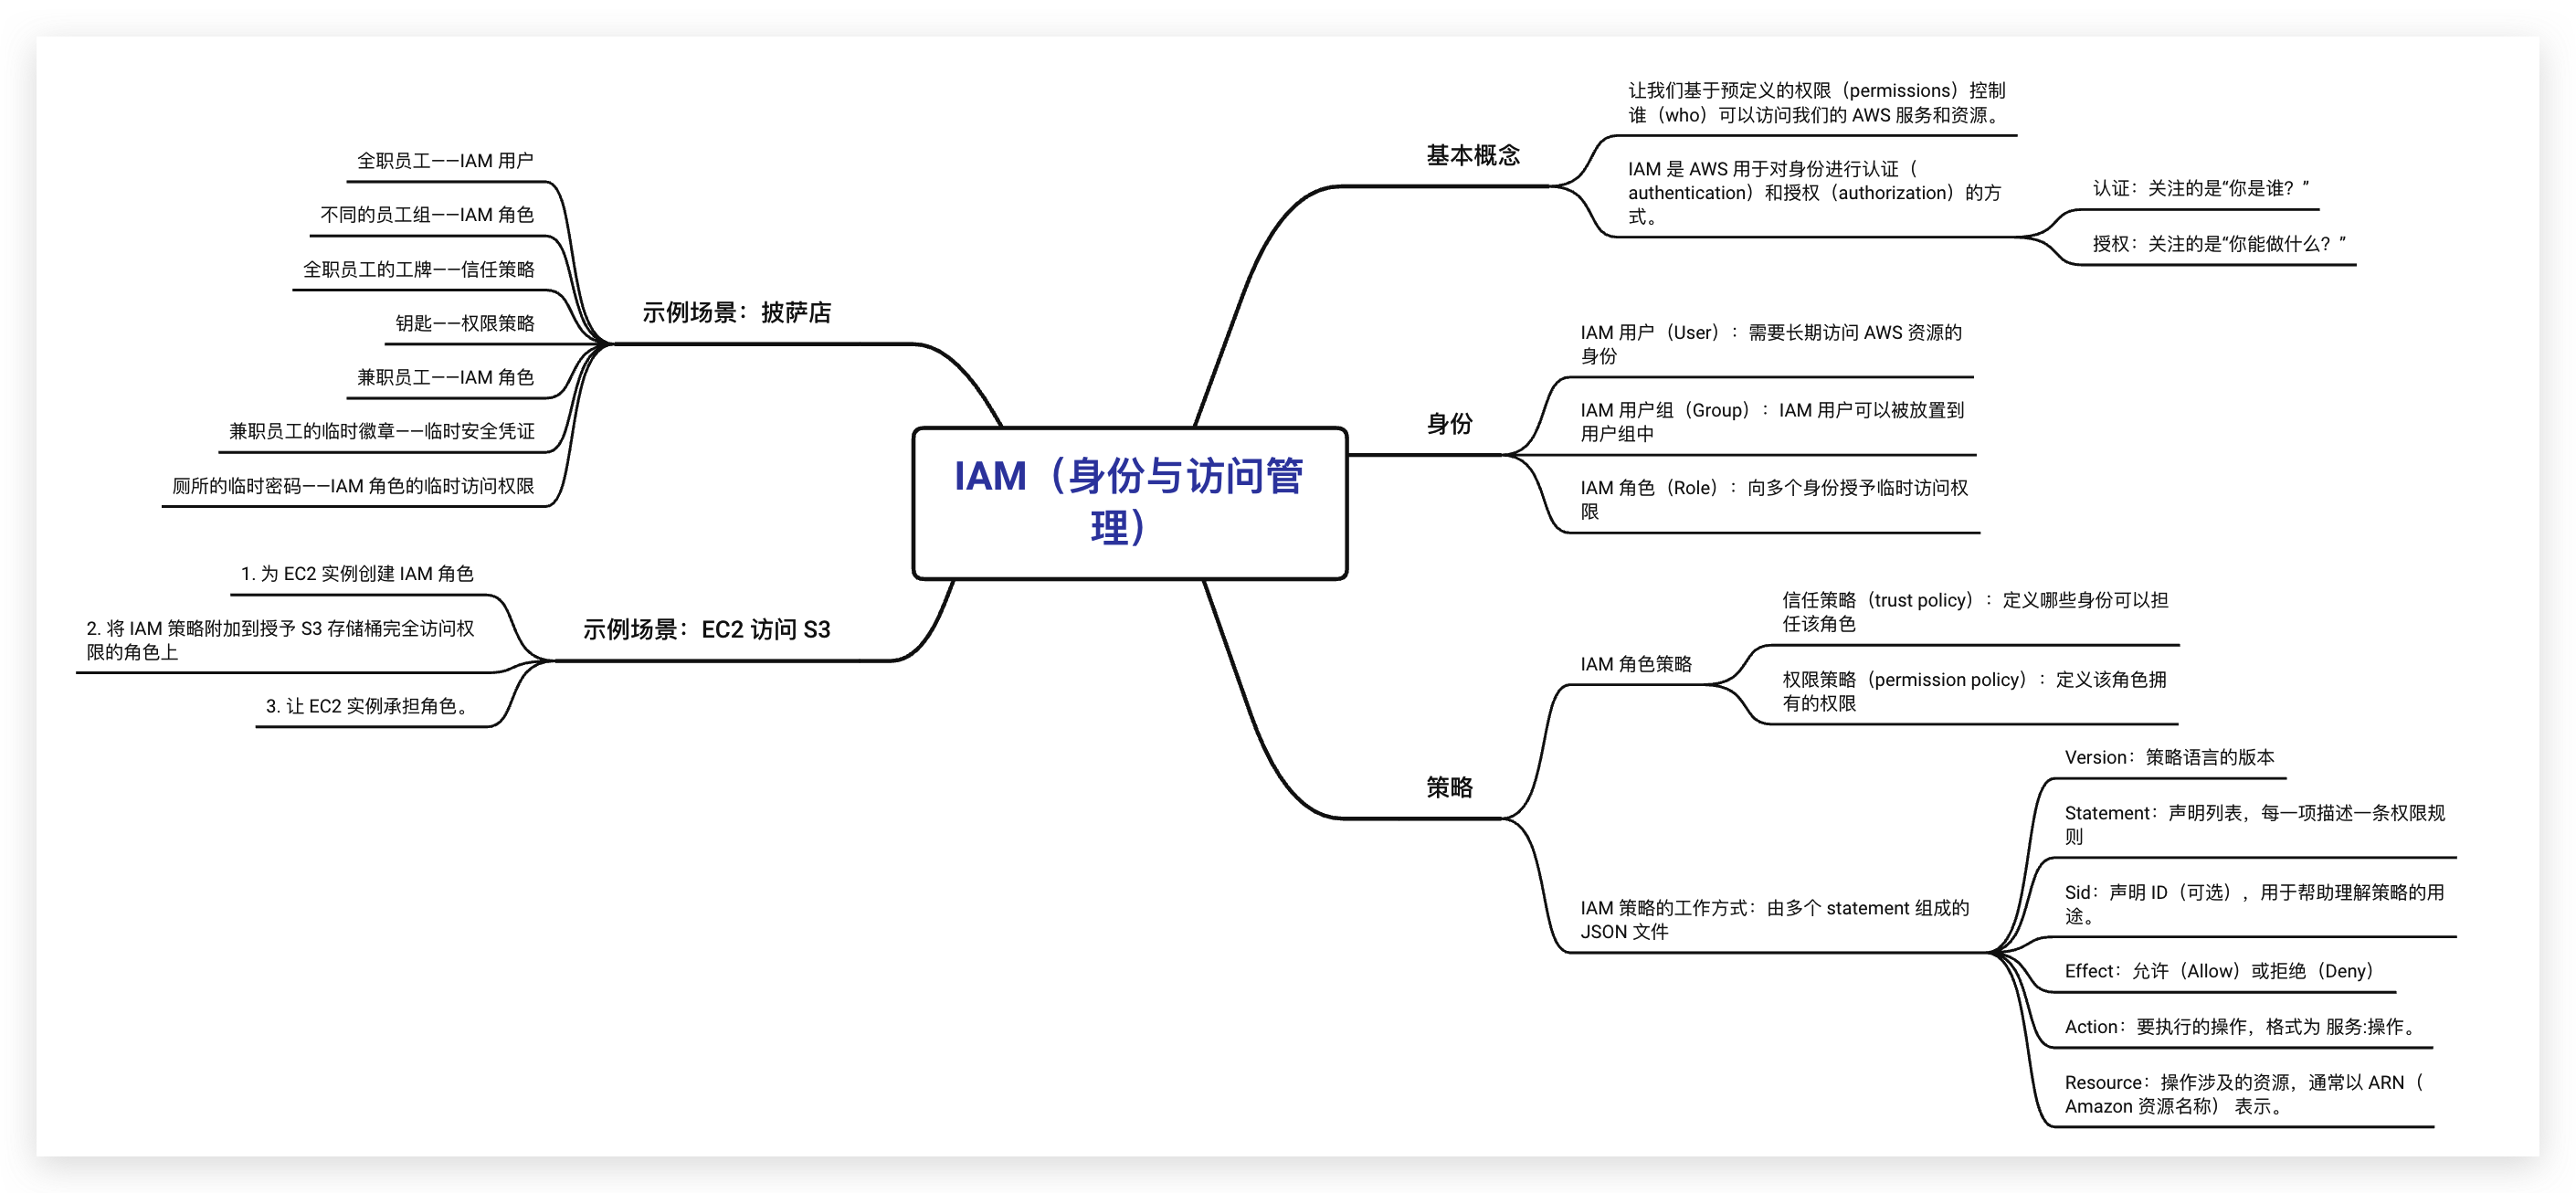 IAM（身份与访问管
理）
基本概念
让我们基于预定义的权限（permissions）控制
谁（who）可以访问我们的 AWS 服务和资源。
IAM 是 AWS 用于对身份进行认证（
authentication）和授权（authorization）的方
式。
认证：关注的是“你是谁？”
授权：关注的是“你能做什么？”
身份
IAM 用户（User）：需要长期访问 AWS 资源的
身份
IAM 用户组（Group）：IAM 用户可以被放置到
用户组中
IAM 角色（Role）：向多个身份授予临时访问权
限
策略
IAM 角色策略
信任策略（trust policy）：定义哪些身份可以担
任该角色
权限策略（permission policy）：定义该角色拥
有的权限
IAM 策略的工作方式：由多个 statement 组成的
JSON 文件
Version：策略语言的版本
Statement：声明列表，每一项描述一条权限规
则
Sid：声明 ID（可选），用于帮助理解策略的用
途。
Effect：允许（Allow）或拒绝（Deny）
Action：要执行的操作，格式为 服务:操作。
Resource：操作涉及的资源，通常以 ARN（
Amazon 资源名称） 表示。
示例场景：披萨店
全职员工——IAM 用户
不同的员工组——IAM 角色
全职员工的工牌——信任策略
钥匙——权限策略
兼职员工——IAM 角色
兼职员工的临时徽章——临时安全凭证
厕所的临时密码——IAM 角色的临时访问权限
示例场景：EC2 访问 S3
1. 为 EC2 实例创建 IAM 角色
2. 将 IAM 策略附加到授予 S3 存储桶完全访问权
限的角色上
3. 让 EC2 实例承担角色。